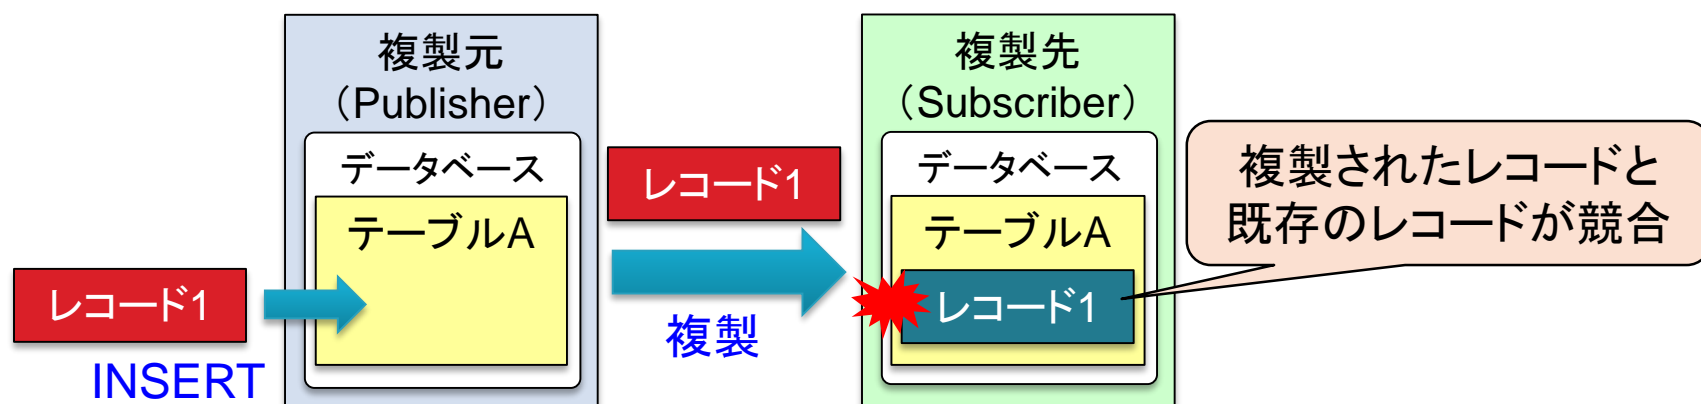 レコード1
INSERT
複製元
（Publisher）
データベース
テーブルA
レコード1
複製
複製先
（Subscriber）
データベース
テーブルA
レコード1
複製されたレコードと
既存のレコードが競合